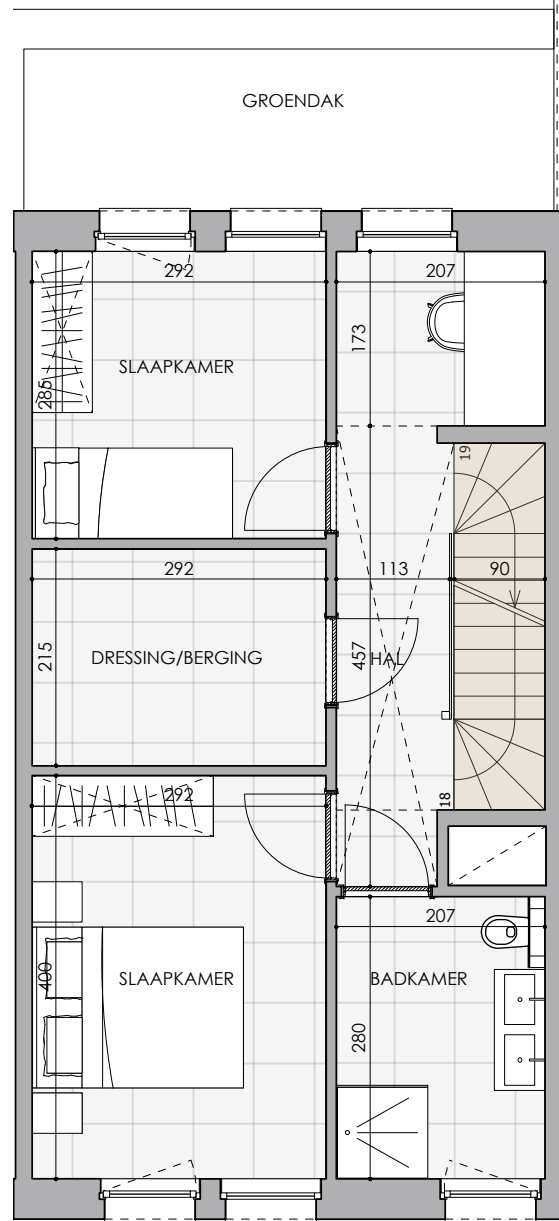 GROENDAK
292
207
173
SLAAPKAMER
285
19
292
113
90
215
DRESSING/BERGING
457
HAL
292
18
207
400
SLAAPKAMER
BADKAMER
280